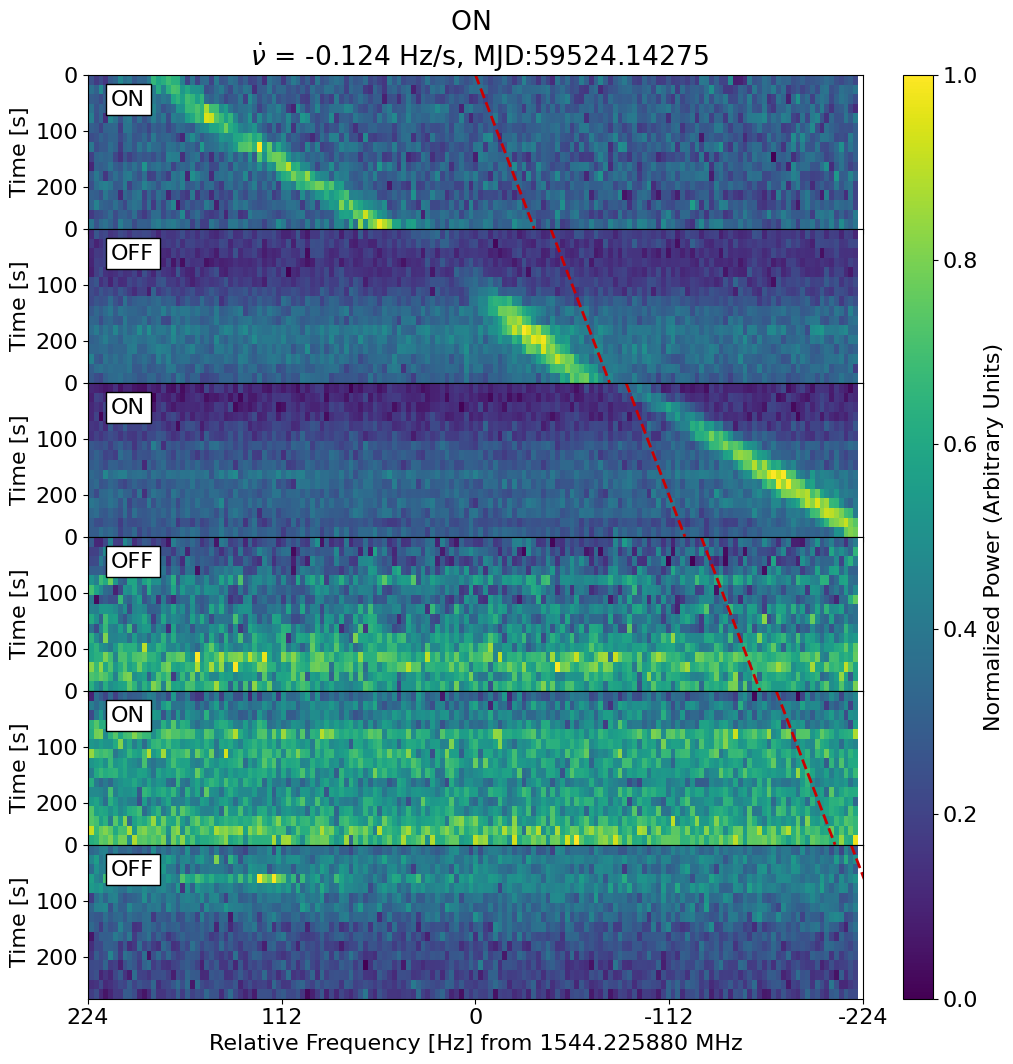 ON
ν̇ = -0.124 Hz/s, MJD:59524.14275
0
ON
100
200
Time [s]
0
OFF
100
200
Time [s]
0
ON
100
200
Time [s]
0
OFF
100
200
Time [s]
0
ON
100
200
Time [s]
0
OFF
100
200
Time [s]
224 112 0 -112 -224
Relative Frequency [Hz] from 1544.225880 MHz
1.0
0.8
0.6
0.4
0.2
0.0
Normalized Power (Arbitrary Units)